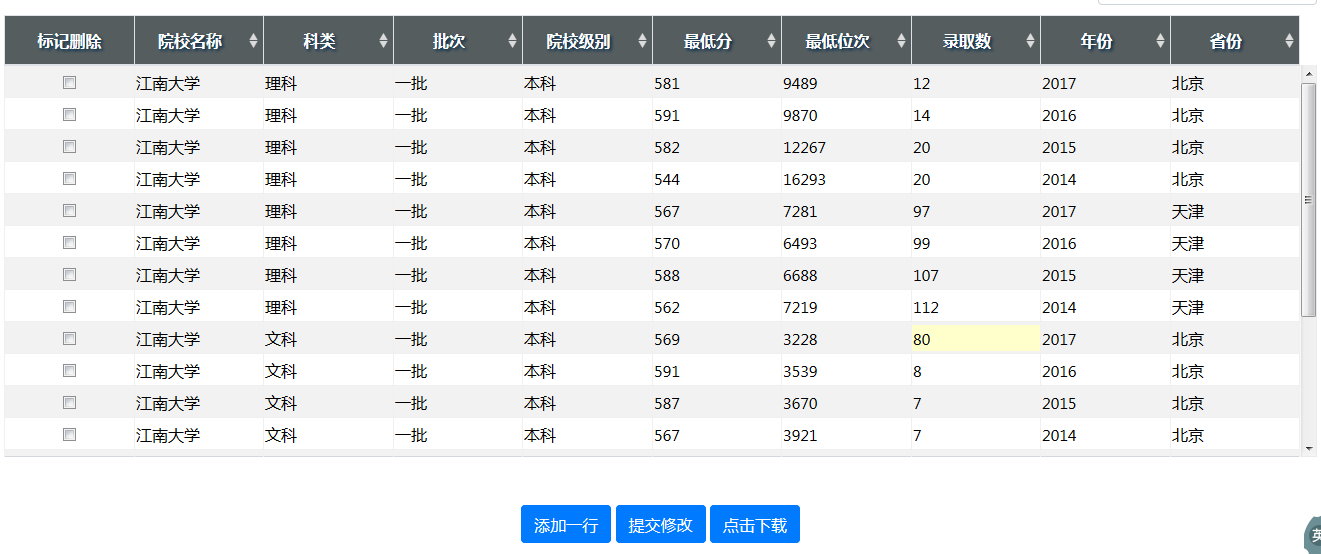 标记删除 院校名称 科类 批次 院校级别 最低分 最低位次 录取数 年份 省份
江南大学 理科 一批 本科 581 9489 12 2017 北京
江南大学 理科 一批 本科 591 9870 14 2016 北京
江南大学 理科 一批 本科 582 12267 20 2015 北京
江南大学 理科 一批 本科 544 16293 20 2014 北京
江南大学 理科 一批 本科 567 7281 97 2017 天津
江南大学 理科 一批 本科 570 6493 99 2016 天津
江南大学 理科 一批 本科 588 6688 107 2015 天津
江南大学 理科 一批 本科 562 7219 112 2014 天津
江南大学 文科 一批 本科 569 3228 80 2017 北京
江南大学 文科 一批 本科 591 3539 8 2016 北京
江南大学 文科 一批 本科 587 3670 7 2015 北京
江南大学 文科 一批 本科 567 3921 7 2014 北京
添加一行 提交修改 点击下载